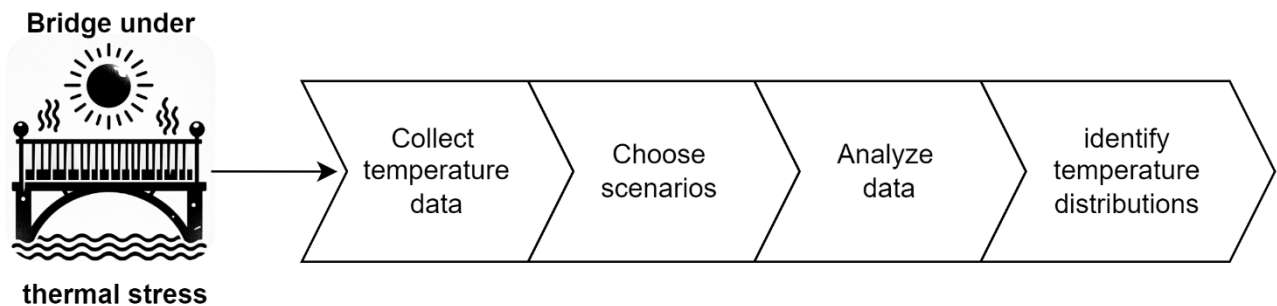 Bridge under
thermal stress
Collect
temperature
data
Choose
scenarios
Analyze
data
identify
temperature
distributions